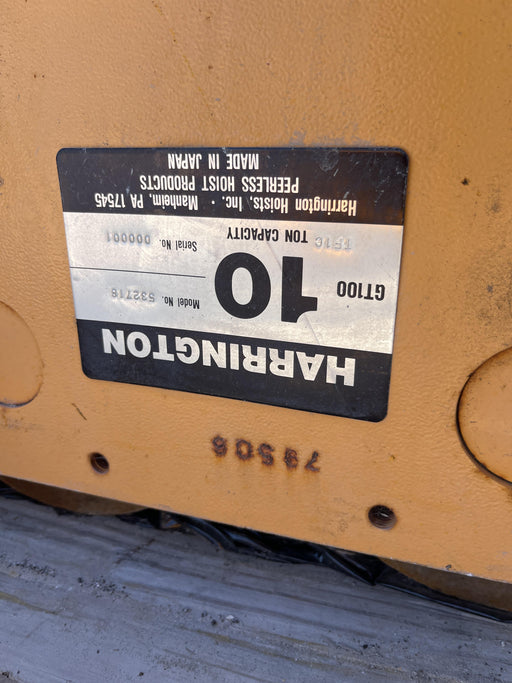 HARRINGTON
GT100
10
Model No. 532718
TON CAPACITY
Serial No. 000001
Harrington Hoists, Inc. · Manheim, PA 17545
PEERLESS HOIST PRODUCTS
MADE IN JAPAN